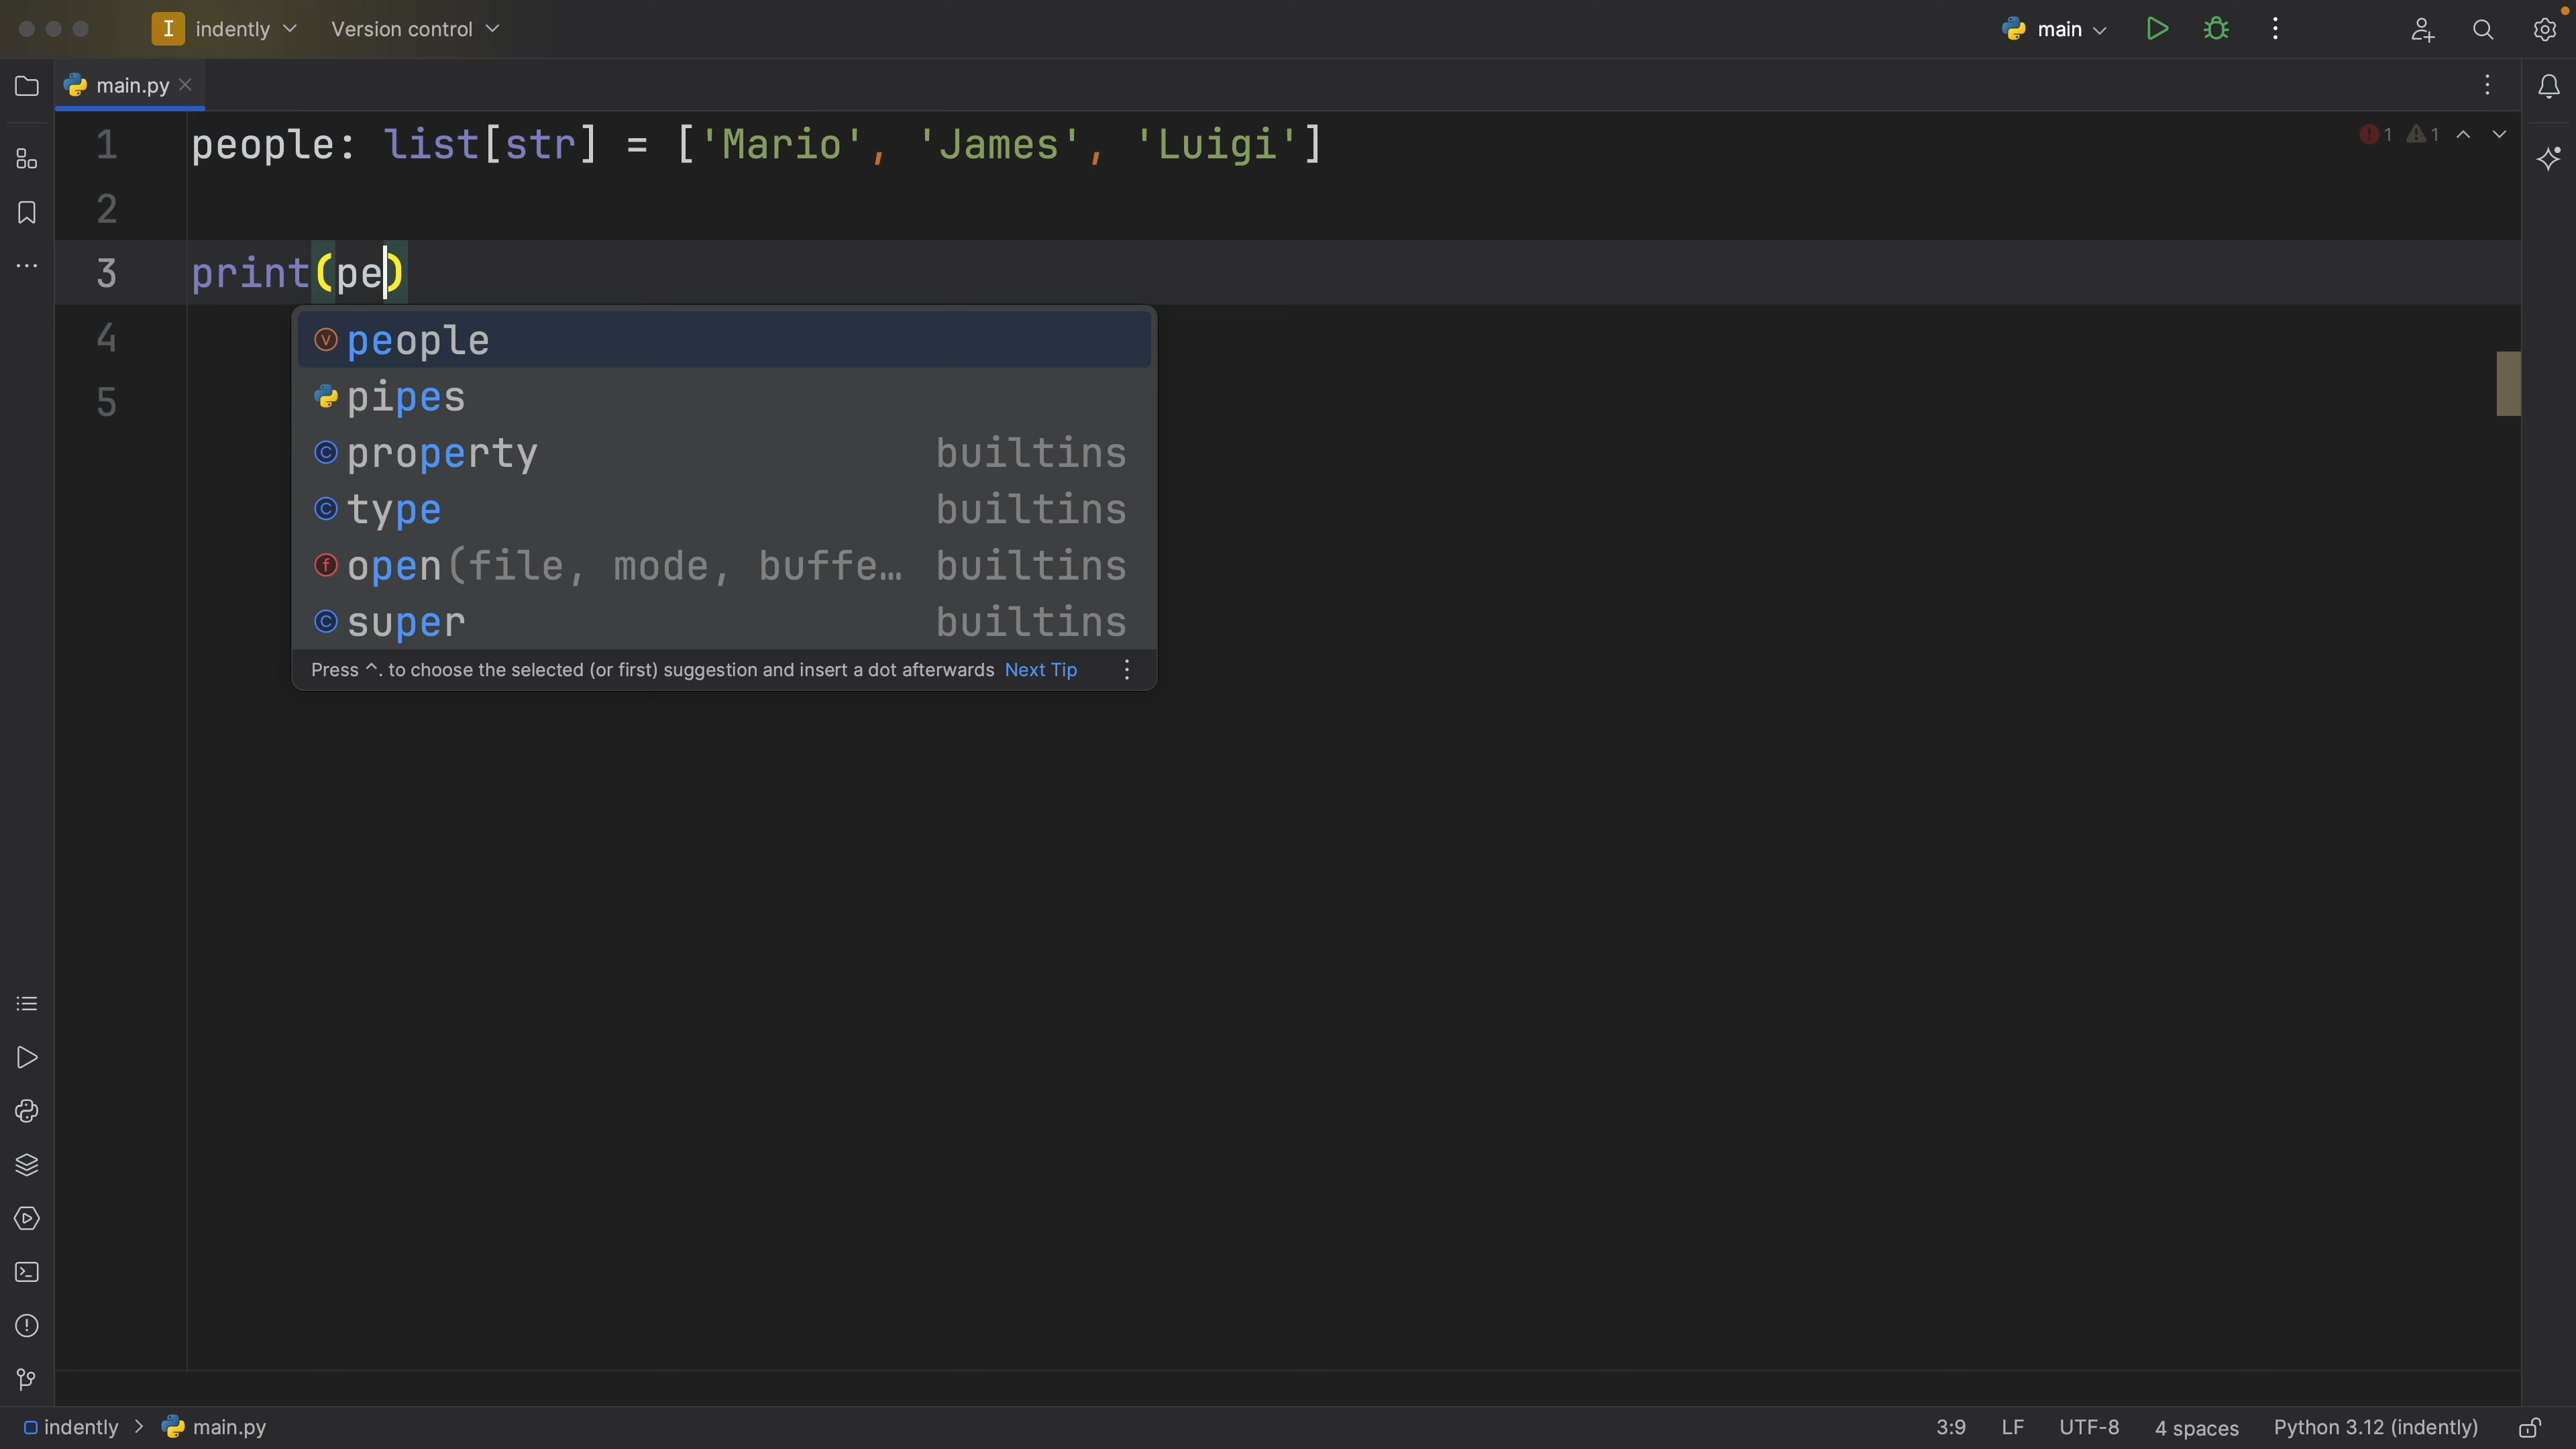 I indently Version control main
main.py
1 people: list[str] = ['Mario', 'James', 'Luigi'] 1 1
2
3 print(pe)
4
5
people
pipes
property builtins
type builtins
open(file, mode, buffe… builtins
super builtins
Press ^. to choose the selected (or first) suggestion and insert a dot afterwards Next Tip
indently > main.py 3:9 LF UTF-8 4 spaces Python 3.12 (indently)